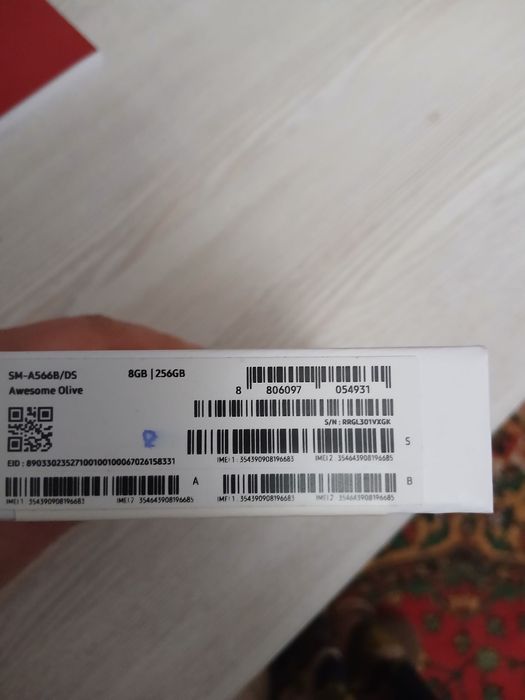 SM-A566B/DS
8GB | 256GB
Awesome Olive
8 806097 054931
S/N : RRGL301VXGK
S
IMEI 1 354390908196683 IMEI 2 354643908196685
EID : 89033023527100100100067026158331
A
B
IMEI 1 354390908196683 IMEI 2 354643908196685
IMEI 1 354390908196683 IMEI 2 354643908196685